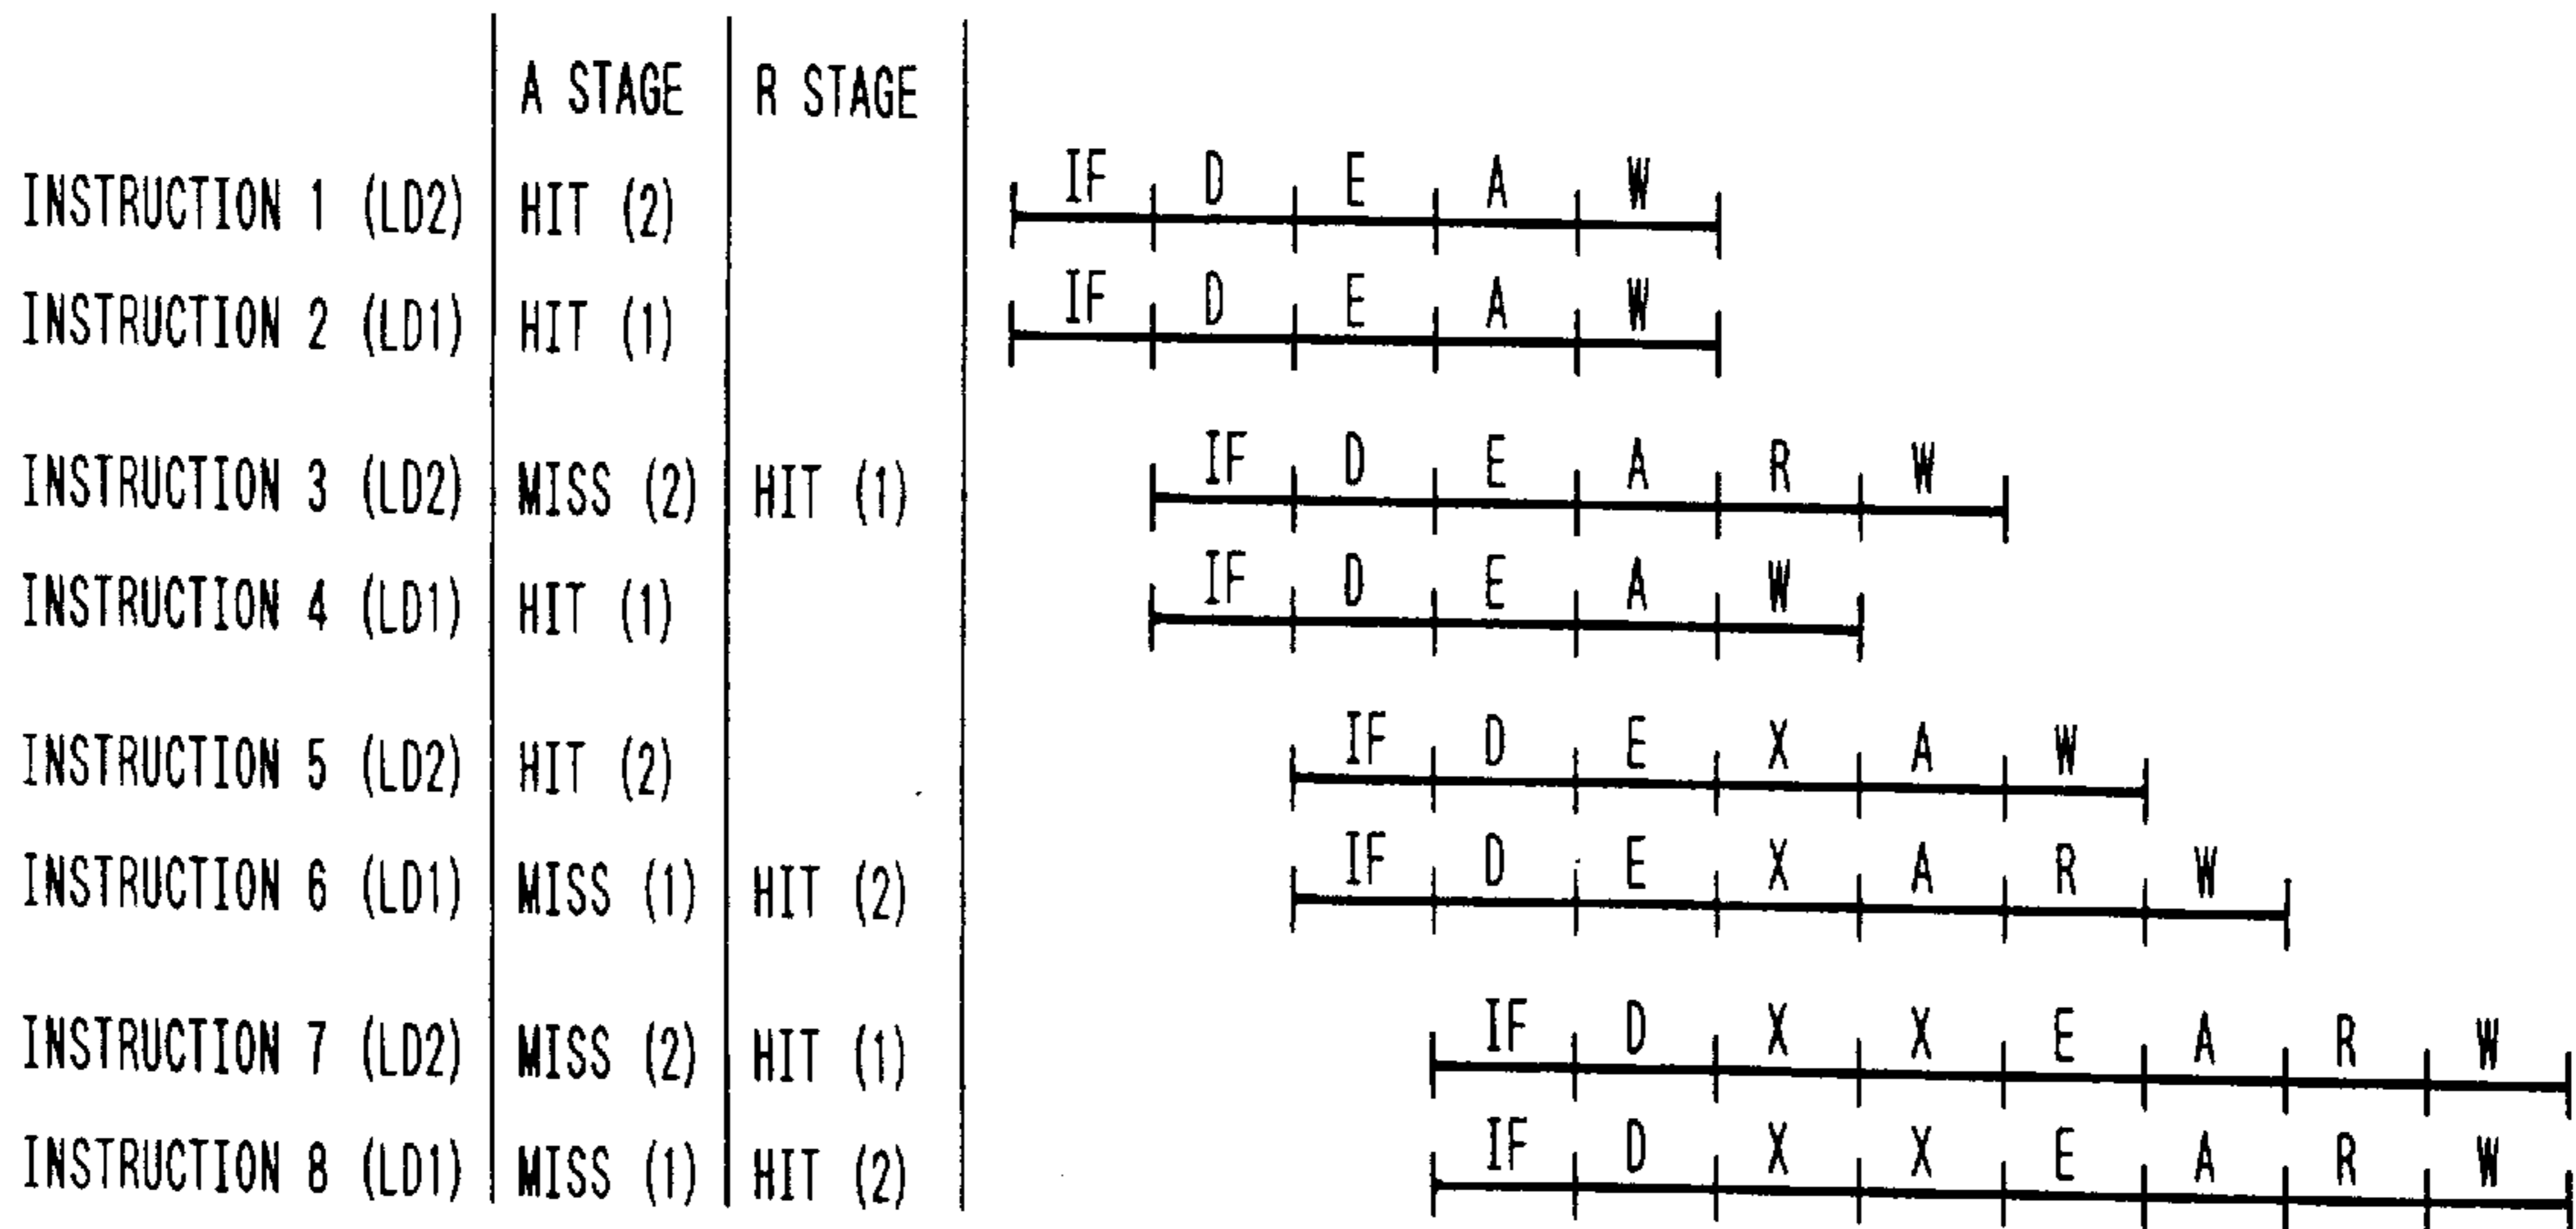 A STAGE R STAGE
INSTRUCTION 1 (LD2) HIT (2) IF D E A W
INSTRUCTION 2 (LD1) HIT (1) IF D E A W
INSTRUCTION 3 (LD2) MISS (2) HIT (1) IF D E A R W
INSTRUCTION 4 (LD1) HIT (1) IF D E A W
INSTRUCTION 5 (LD2) HIT (2) IF D E X A W
INSTRUCTION 6 (LD1) MISS (1) HIT (2) IF D E X A R W
INSTRUCTION 7 (LD2) MISS (2) HIT (1) IF D X X E A R W
INSTRUCTION 8 (LD1) MISS (1) HIT (2) IF D X X E A R W